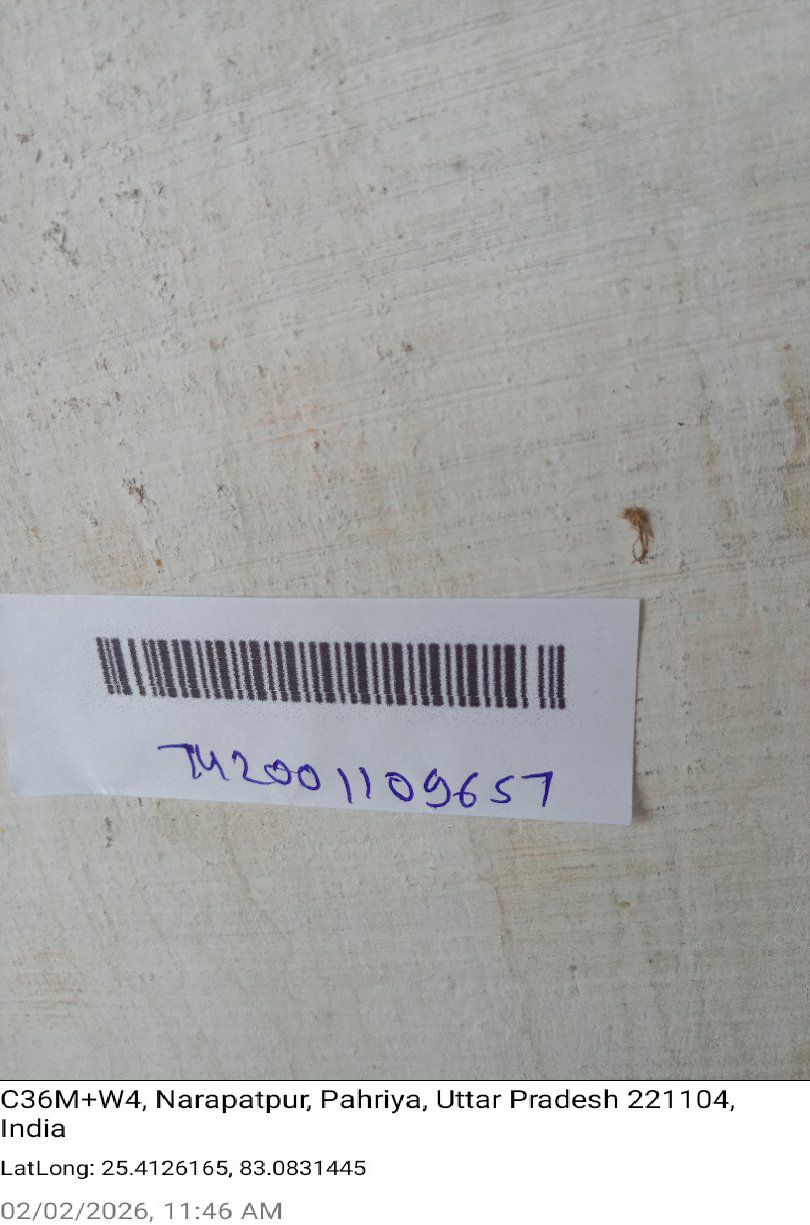 TM2001109657
C36M+W4, Narapatpur, Pahriya, Uttar Pradesh 221104,
India
LatLong: 25.4126165, 83.0831445
02/02/2026, 11:46 AM